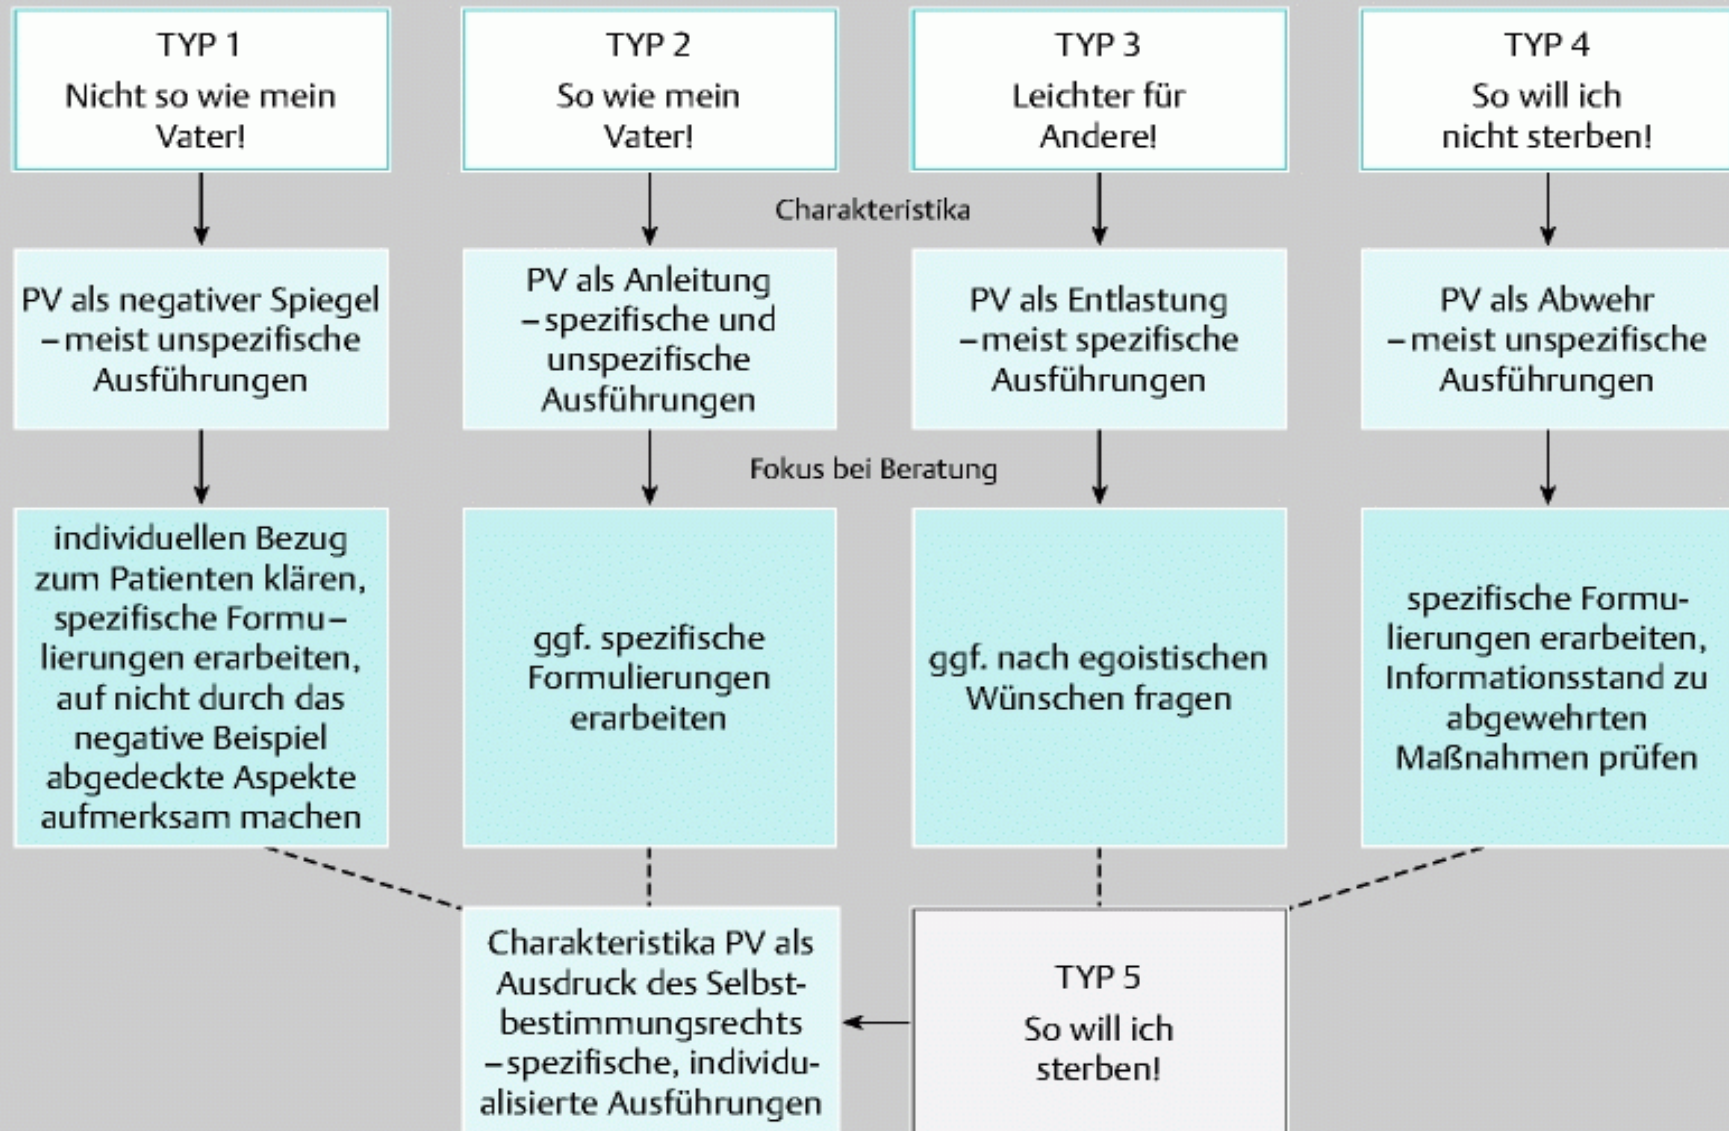 TYP 1
Nicht so wie mein
Vater!
TYP 2
So wie mein
Vater!
TYP 3
Leichter für
Andere!
TYP 4
So will ich
nicht sterben!
Charakteristika
PV als negativer Spiegel
– meist unspezifische
Ausführungen
PV als Anleitung
– spezifische und
unspezifische
Ausführungen
PV als Entlastung
– meist spezifische
Ausführungen
PV als Abwehr
– meist unspezifische
Ausführungen
Fokus bei Beratung
individuellen Bezug
zum Patienten klären,
spezifische Formu–
lierungen erarbeiten,
auf nicht durch das
negative Beispiel
abgedeckte Aspekte
aufmerksam machen
ggf. spezifische
Formulierungen
erarbeiten
ggf. nach egoistischen
Wünschen fragen
spezifische Formu-
lierungen erarbeiten,
Informationsstand zu
abgewehrten
Maßnahmen prüfen
Charakteristika PV als
Ausdruck des Selbst-
bestimmungsrechts
– spezifische, individu-
alisierte Ausführungen
TYP 5
So will ich
sterben!